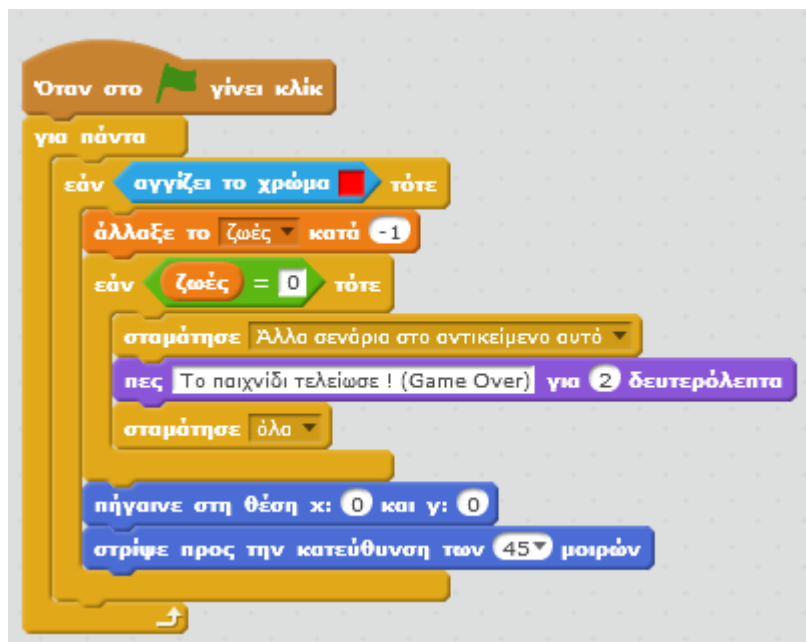 Όταν στο γίνει κλίκ
για πάντα
εάν αγγίζει το χρώμα τότε
άλλαξε το ζωές κατά -1
εάν ζωές = 0 τότε
σταμάτησε Άλλα σενάρια στο αντικείμενο αυτό
πες Το παιχνίδι τελείωσε ! (Game Over) για 2 δευτερόλεπτα
σταμάτησε όλα
πήγαινε στη θέση x: 0 και y: 0
στρίψε προς την κατεύθυνση των 45 μοιρών